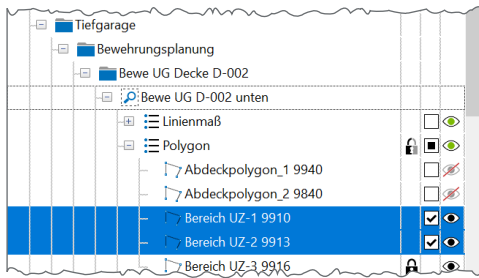 Tiefgarage
Bewehrungsplanung
Bewe UG Decke D-002
Bewe UG D-002 unten
Linienmaß
Polygon
Abdeckpolygon_1 9940
Abdeckpolygon_2 9840
Bereich UZ-1 9910
Bereich UZ-2 9913
Bereich UZ-3 9916